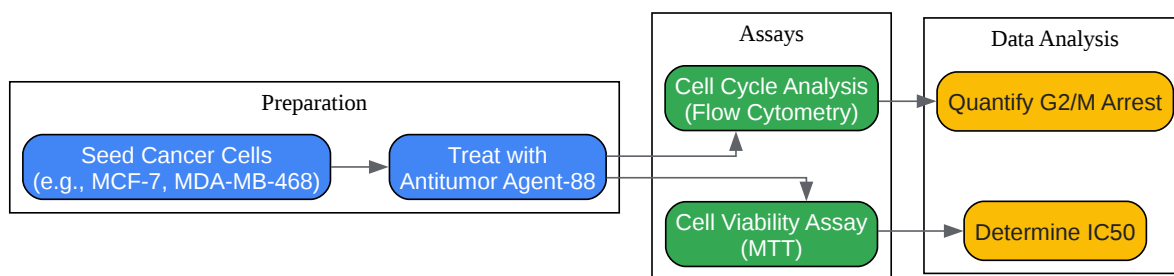 Preparation
Seed Cancer Cells
(e.g., MCF-7, MDA-MB-468)
Treat with
Antitumor Agent-88
Assays
Cell Cycle Analysis
(Flow Cytometry)
Cell Viability Assay
(MTT)
Data Analysis
Quantify G2/M Arrest
Determine IC50